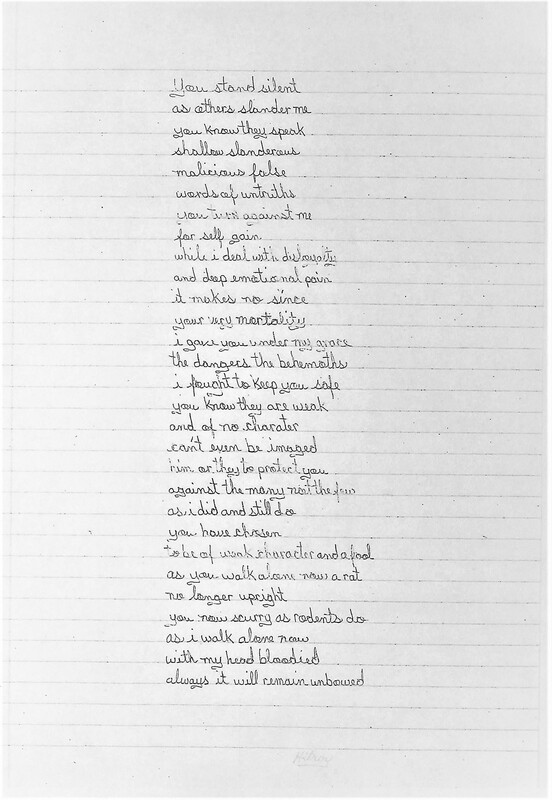 You stand silent
as others slander me
you know they speak
shallow slanderous
malicious false
words of untruths
you turn against me
for self gain
while i deal with disloyalty
and deep emotional pain
it makes no since
your very mortality
i gave you under my grace
the dangers the behemoths
i fought to keep you safe
you know they are weak
and of no charater
can't even be imaged
him or they to protect you
against the many not the few
as i did and still do
you have chosen
to be of weak character and a fool
as you walk alone now a rat
no longer upright
you now scurry as rodents do
as i walk alone now
with my head bloodied
always it will remain unbowed